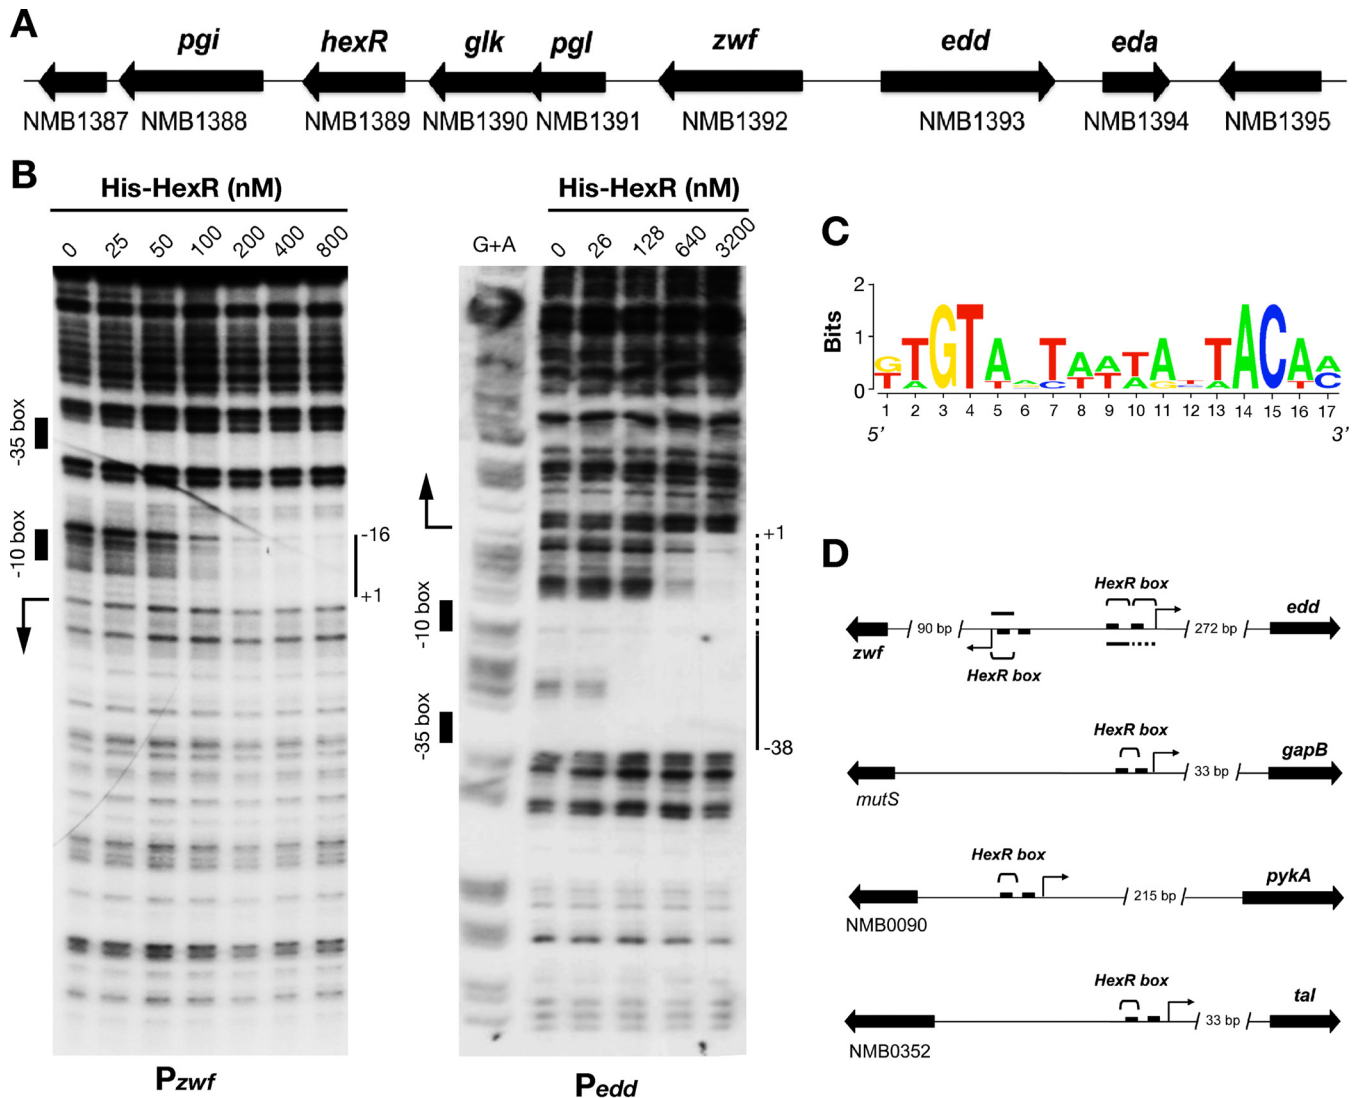 A
pgi hexR glk pgl zwf edd eda
NMB1387 NMB1388 NMB1389 NMB1390 NMB1391 NMB1392 NMB1393 NMB1394 NMB1395
B
His-HexR (nM)
0 25 50 100 200 400 800
-35 box
-10 box
-16
+1
Pzwf
His-HexR (nM)
G+A 0 26 128 640 3200
-10 box
-35 box
+1
-38
Pedd
C
Bits
2
1
0
1 2 3 4 5 6 7 8 9 10 11 12 13 14 15 16 17
5’ 3’
D
HexR box
90 bp 272 bp
zwf edd
HexR box
HexR box
33 bp
mutS gapB
HexR box
215 bp
NMB0090 pykA
HexR box
33 bp
NMB0352 tal